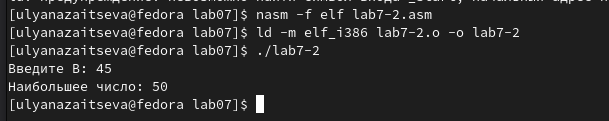 [ulyanazaitseva@fedora lab07]$ nasm -f elf lab7-2.asm
[ulyanazaitseva@fedora lab07]$ ld -m elf_i386 lab7-2.o -o lab7-2
[ulyanazaitseva@fedora lab07]$ ./lab7-2
Введите В: 45
Наибольшее число: 50
[ulyanazaitseva@fedora lab07]$